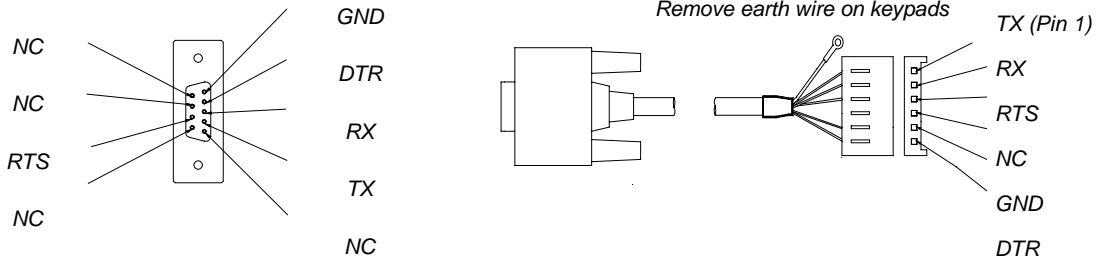 NC
NC
RTS
NC
GND
DTR
RX
TX
NC
Remove earth wire on keypads
TX (Pin 1)
RX
RTS
NC
GND
DTR